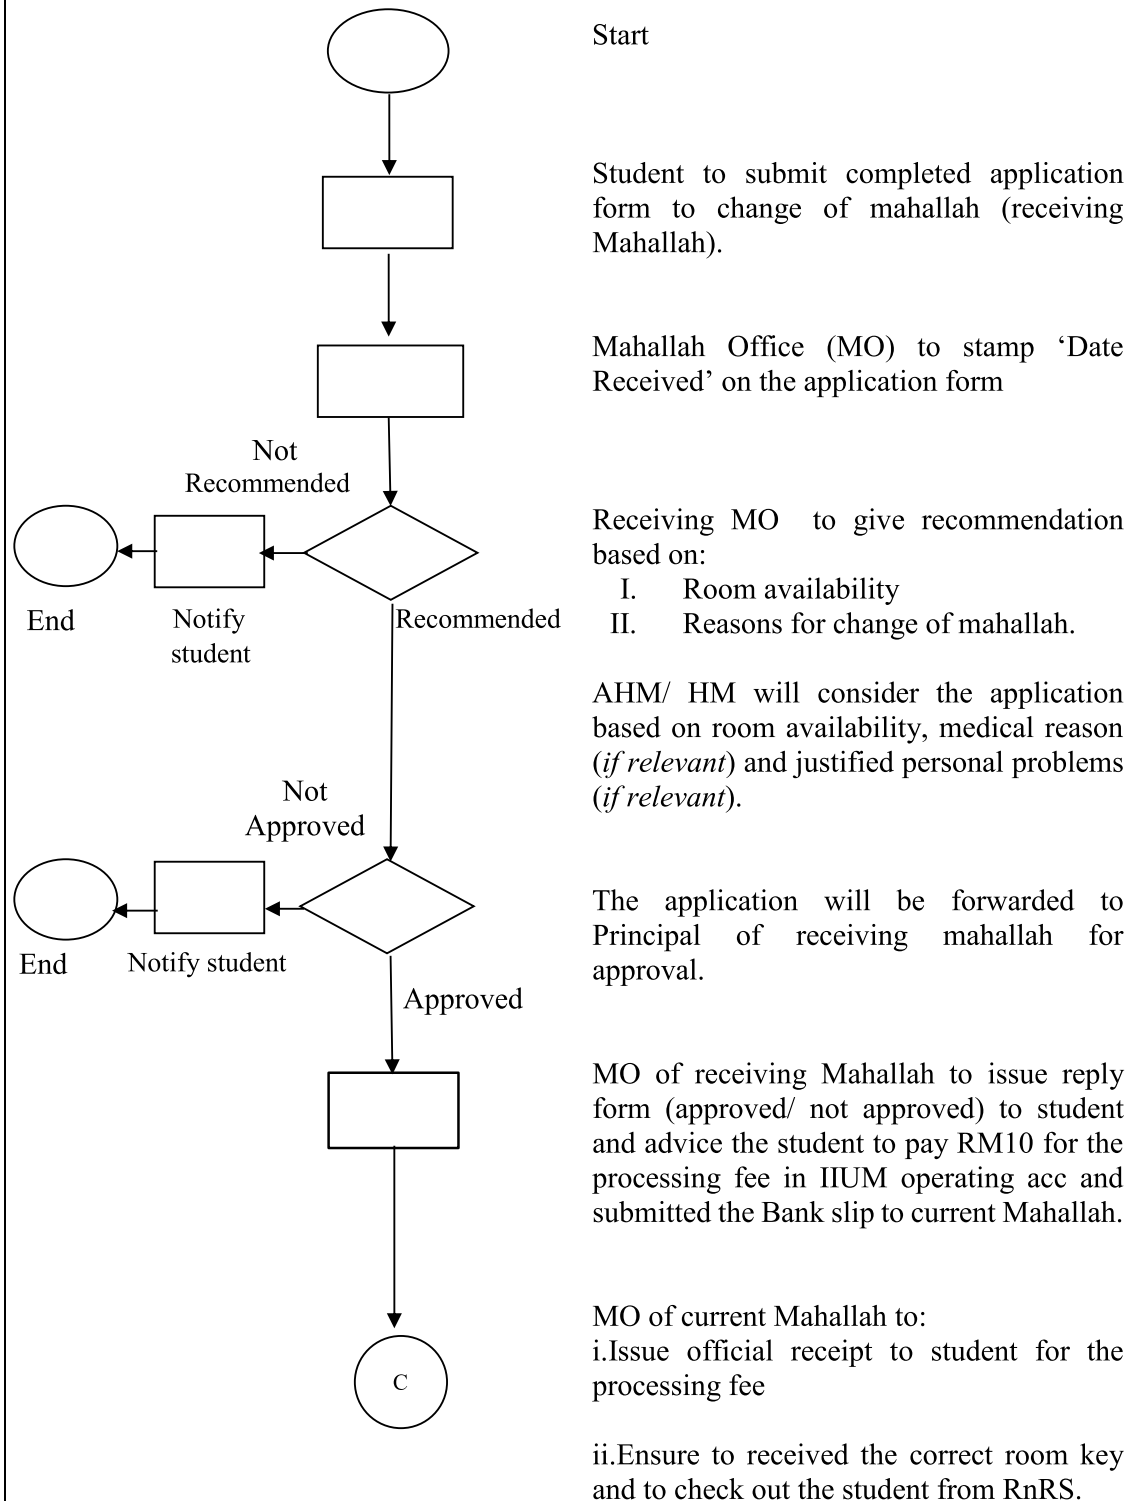 Start
Student to submit completed application
form to change of mahallah (receiving
Mahallah).
Mahallah Office (MO) to stamp ‘Date
Received’ on the application form
Not
Recommended
Receiving MO to give recommendation
based on:
I. Room availability
II. Reasons for change of mahallah.
End
Notify
student
Recommended
AHM/ HM will consider the application
based on room availability, medical reason
(if relevant) and justified personal problems
(if relevant).
Not
Approved
The application will be forwarded to
Principal of receiving mahallah for
approval.
End
Notify student
Approved
MO of receiving Mahallah to issue reply
form (approved/ not approved) to student
and advice the student to pay RM10 for the
processing fee in IIUM operating acc and
submitted the Bank slip to current Mahallah.
MO of current Mahallah to:
i.Issue official receipt to student for the
processing fee
C
ii.Ensure to received the correct room key
and to check out the student from RnRS.